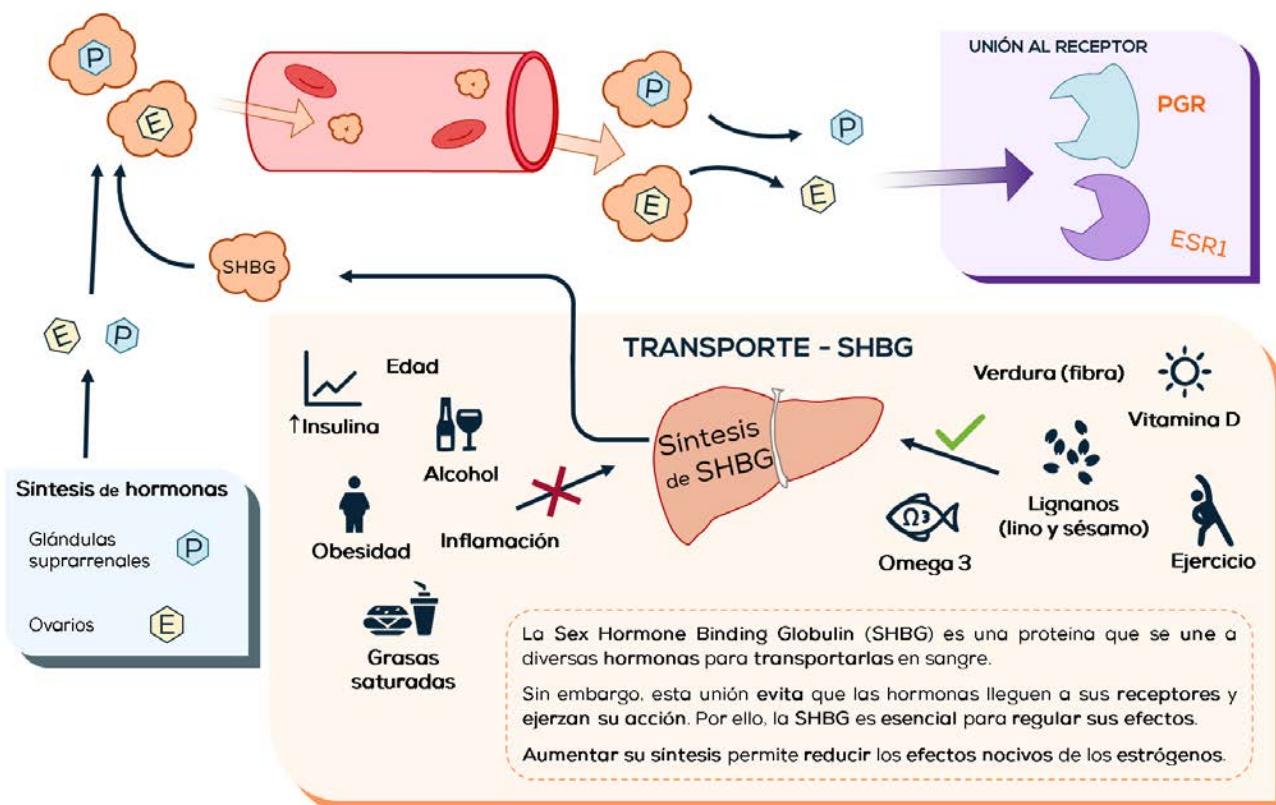 P
E
P
E
P
E
UNIÓN AL RECEPTOR
PGR
ESR1
SHBG
E
P
Síntesis de hormonas
Glándulas
suprarrenales
P
Ovarios
E
TRANSPORTE - SHBG
Edad
↑Insulina
Alcohol
Obesidad
Inflamación
Grasas
saturadas
Síntesis
de SHBG
Verdura (fibra)
Vitamina D
Ω3
Omega 3
Lignanos
(lino y sésamo)
Ejercicio
La Sex Hormone Binding Globulin (SHBG) es una proteína que se une a
diversas hormonas para transportarlas en sangre.
Sin embargo, esta unión evita que las hormonas lleguen a sus receptores y
ejerzan su acción. Por ello, la SHBG es esencial para regular sus efectos.
Aumentar su síntesis permite reducir los efectos nocivos de los estrógenos.